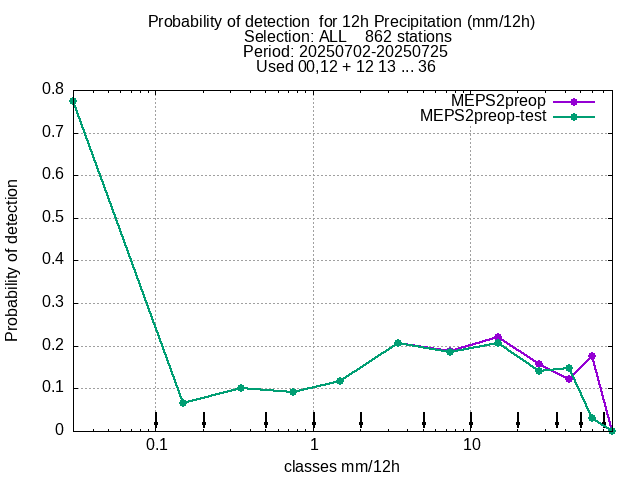 Probability of detection  for 12h Precipitation (mm/12h)
Selection: ALL    862 stations
Period: 20250702-20250725
Used 00,12 + 12 13 ... 36
MEPS2preop
MEPS2preop-test
Probability of detection
0.8
0.7
0.6
0.5
0.4
0.3
0.2
0.1
0
0.1 1 10
classes mm/12h